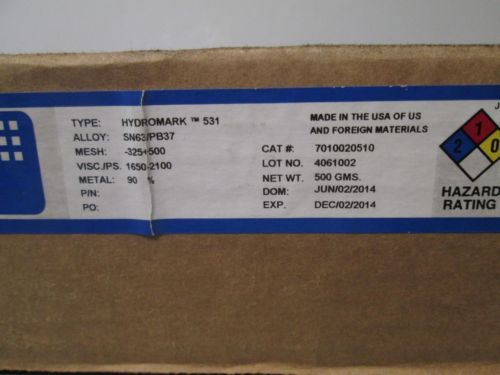 TYPE: HYDROMARK ™ 531
ALLOY: SN63/PB37
MESH: -325+500
VISC./PS. 1650-2100
METAL: 90 %
P/N:
PO:
MADE IN THE USA OF US
AND FOREIGN MATERIALS
CAT #: 7010020510
LOT NO. 4061002
NET WT. 500 GMS.
DOM: JUN/02/2014
EXP. DEC/02/2014
J
1
2 0
HAZARD
RATING